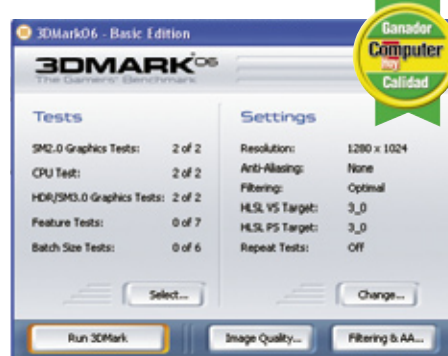 3DMark06 - Basic Edition
Ganador
Computer
hoy
Calidad
3DMARK 06
The Gamers' Benchmark
Tests
SM2.0 Graphics Tests: 2 of 2
CPU Test: 2 of 2
HDR/SM3.0 Graphics Tests: 2 of 2
Feature Tests: 0 of 7
Batch Size Tests: 0 of 6
Select...
Settings
Resolution: 1280 x 1024
Anti-Aliasing: None
Filtering: Optimal
HLSL VS Target: 3_0
HLSL PS Target: 3_0
Repeat Tests: Off
Change...
Run 3DMark
Image Quality...
Filtering & AA...